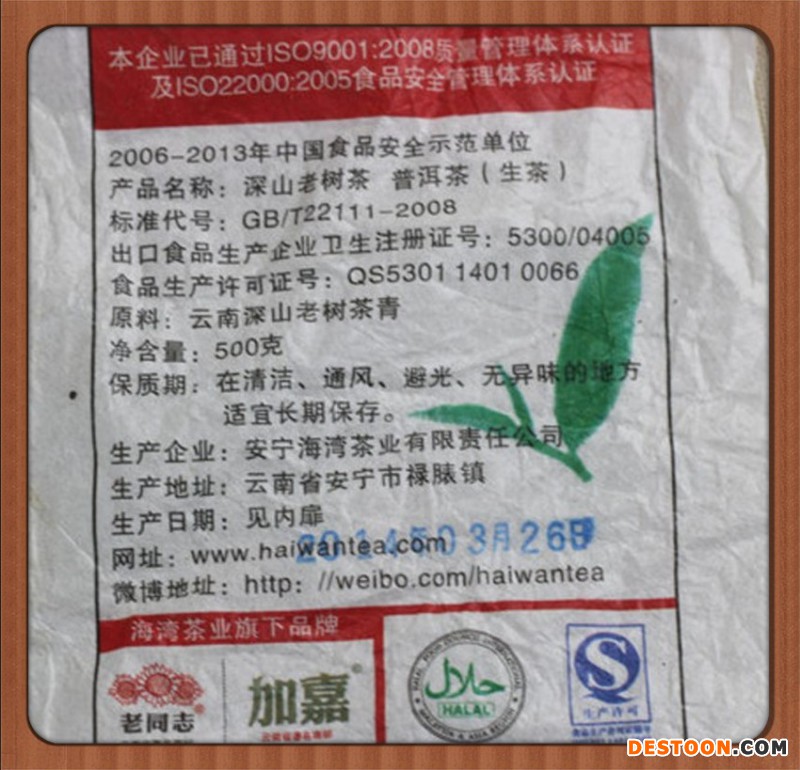 本企业已通过ISO9001:2008质量管理体系认证
及ISO22000:2005食品安全管理体系认证
2006-2013年中国食品安全示范单位
产品名称：深山老树茶 普洱茶（生茶）
标准代号：GB/T22111-2008
出口食品生产企业卫生注册证号：5300/04005
食品生产许可证号：QS5301 1401 0066
原料：云南深山老树茶青
净含量：500克
保质期：在清洁、通风、避光、无异味的地方
适宜长期保存。
生产企业：安宁海湾茶业有限责任公司
生产地址：云南省安宁市禄脿镇
生产日期：见内扉
2014年03月26日
网址：www.haiwantea.com
微博地址：http: //weibo.com/haiwantea
海湾茶业旗下品牌
老同志®
加嘉®
حلال
HALAL
S
生产许可
DESTOON.COM